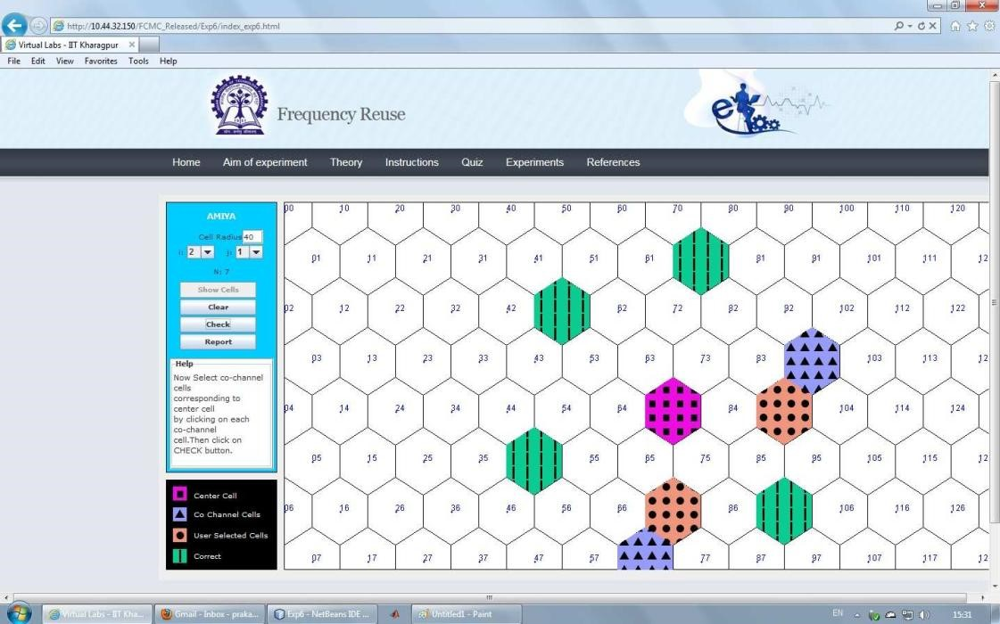 http://10.44.32.150/FCMC_Released/Exp6/index_exp6.html
Virtual Labs - IIT Kharagpur
File Edit View Favorites Tools Help
Frequency Reuse
Home Aim of experiment Theory Instructions Quiz Experiments References
AMIYA
Cell Radius 40
i: 2 j: 1
N: 7
Show Cells
Clear
Check
Report
Help
Now Select co-channel
cells
corresponding to
center cell
by clicking on each
co-channel
cell.Then click on
CHECK button.
Center Cell
Co Channel Cells
User Selected Cells
Correct
00 10 20 30 40 50 60 70 80 90 100 110 120
01 11 21 31 41 51 61 81 91 101 111 12
02 12 22 32 42 62 72 82 92 102 112 122
03 13 23 33 43 53 63 73 83 103 113 12
04 14 24 34 44 54 64 84 104 114 124
05 15 25 35 55 65 75 85 95 105 115 12
06 16 26 36 46 56 66 86 106 116 126
07 17 27 37 47 57 77 87 97 107 117 12
Virtual Labs - IIT Kha...
Gmail - Inbox - praka...
Exp6 - NetBeans IDE ...
Untitled1 - Paint
EN
15:31